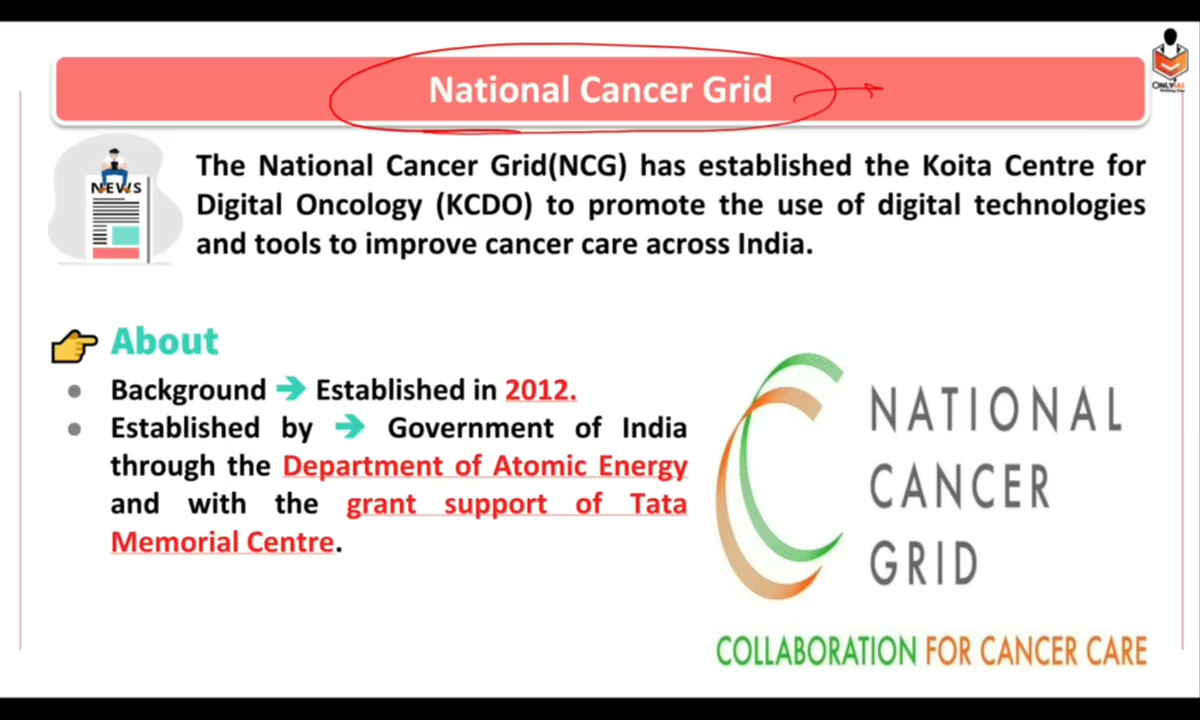 National Cancer Grid
ONLYIAS
NEWS
The National Cancer Grid(NCG) has established the Koita Centre for
Digital Oncology (KCDO) to promote the use of digital technologies
and tools to improve cancer care across India.
About
Background ➔ Established in 2012.
Established by ➔ Government of India
through the Department of Atomic Energy
and with the grant support of Tata
Memorial Centre.
NATIONAL
CANCER
GRID
COLLABORATION FOR CANCER CARE